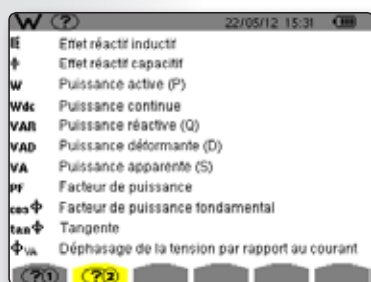 W (?) 22/05/12 15:31
Effet réactif inductif
Effet réactif capacitif
W Puissance active (P)
Wdc Puissance continue
VAR Puissance réactive (Q)
VAD Puissance déformante (D)
VA Puissance apparente (S)
PF Facteur de puissance
cos Φ Facteur de puissance fondamental
tan Φ Tangente
Φ VA Déphasage de la tension par rapport au courant
(?1) (?2)